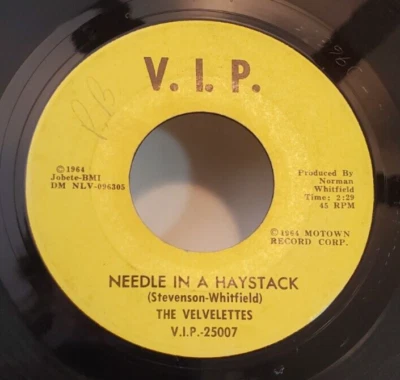 V. I. P.
©1964
Jobete-BMI
DM NLV-096305
Produced By
Norman
Whitfield
Time: 2:29
45 RPM
©1964 MOTOWN
RECORD CORP.
NEEDLE IN A HAYSTACK
(Stevenson-Whitfield)
THE VELVELETTES
V.I.P.-25007